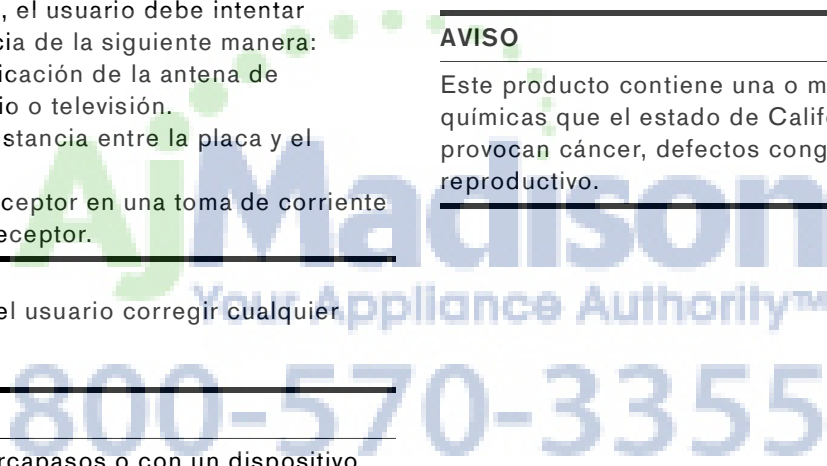 , el usuario debe intentar
cia de la siguiente manera:
icación de la antena de
io o televisión.
stancia entre la placa y el
ceptor en una toma de corriente
eceptor.
el usuario corregir cualquier
rcapasos o con un dispositivo
AVISO
Este producto contiene una o m
químicas que el estado de Calif
provocan cáncer, defectos cong
reproductivo.
AjMadison
Your Appliance Authority™
800-570-3355